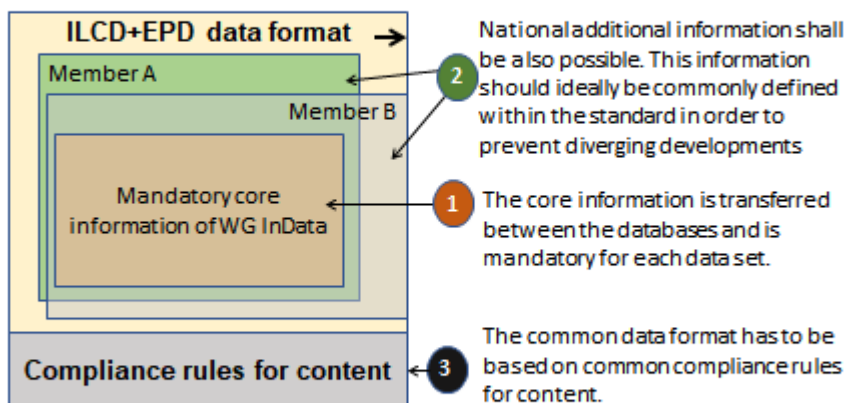 ILCD+EPD data format
Member A
Member B
Mandatory core
information of WG InData
Compliance rules for content
2
National additional information shall
be also possible. This information
should ideally be commonly defined
within the standard in order to
prevent diverging developments
1
The core information is transferred
between the databases and is
mandatory for each data set.
3
The common data format has to be
based on common compliance rules
for content.